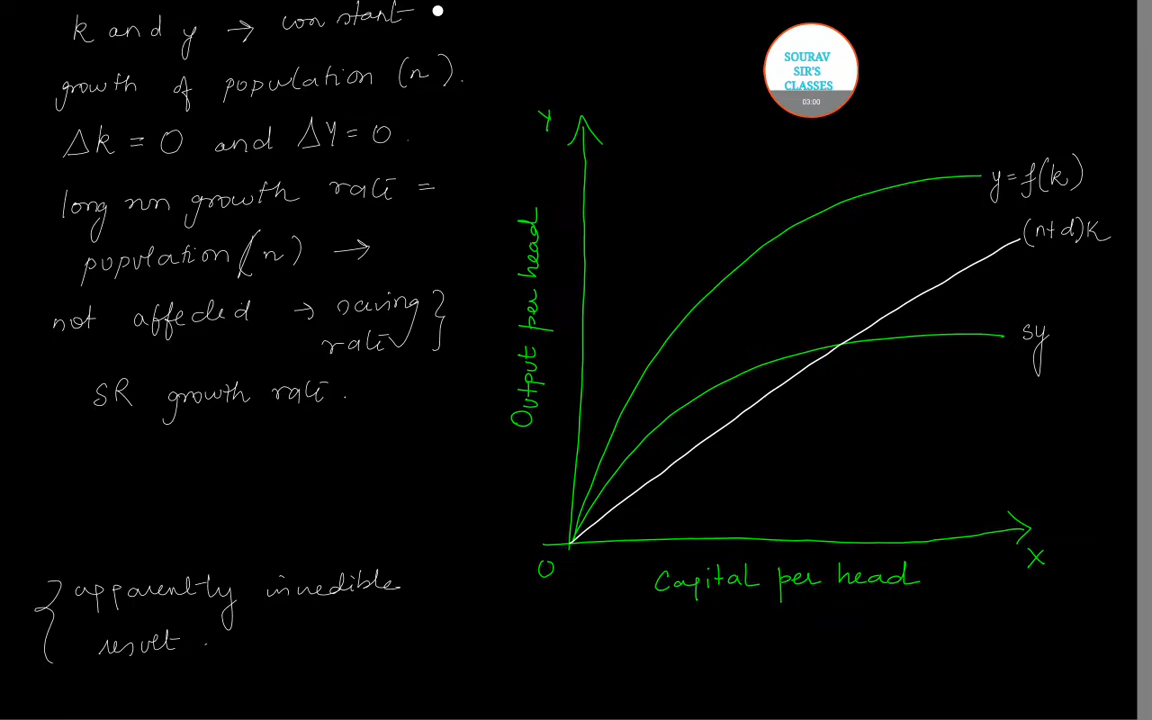 k and y → constant
growth of population (n).
Δk = 0 and ΔY = 0.
long run growth rate =
population (n) →
not affected → saving
rate }
SR growth rate.
{ apparently incredible
result.
SOURAV
SIR'S
CLASSES
03:00
Y
y = f(k)
(n+d)k
sy
Output per head
O
Capital per head
X